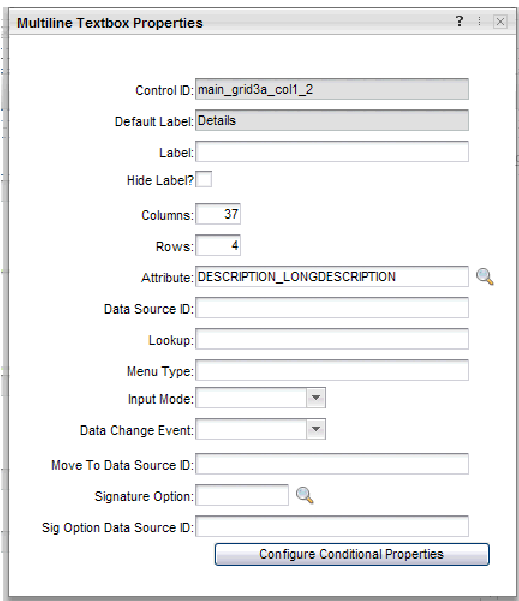 Multiline Textbox Properties ?
Control ID: main_grid3a_col1_2
Default Label: Details
Label:
Hide Label?
Columns: 37
Rows: 4
Attribute: DESCRIPTION_LONGDESCRIPTION
Data Source ID:
Lookup:
Menu Type:
Input Mode:
Data Change Event:
Move To Data Source ID:
Signature Option:
Sig Option Data Source ID:
Configure Conditional Properties